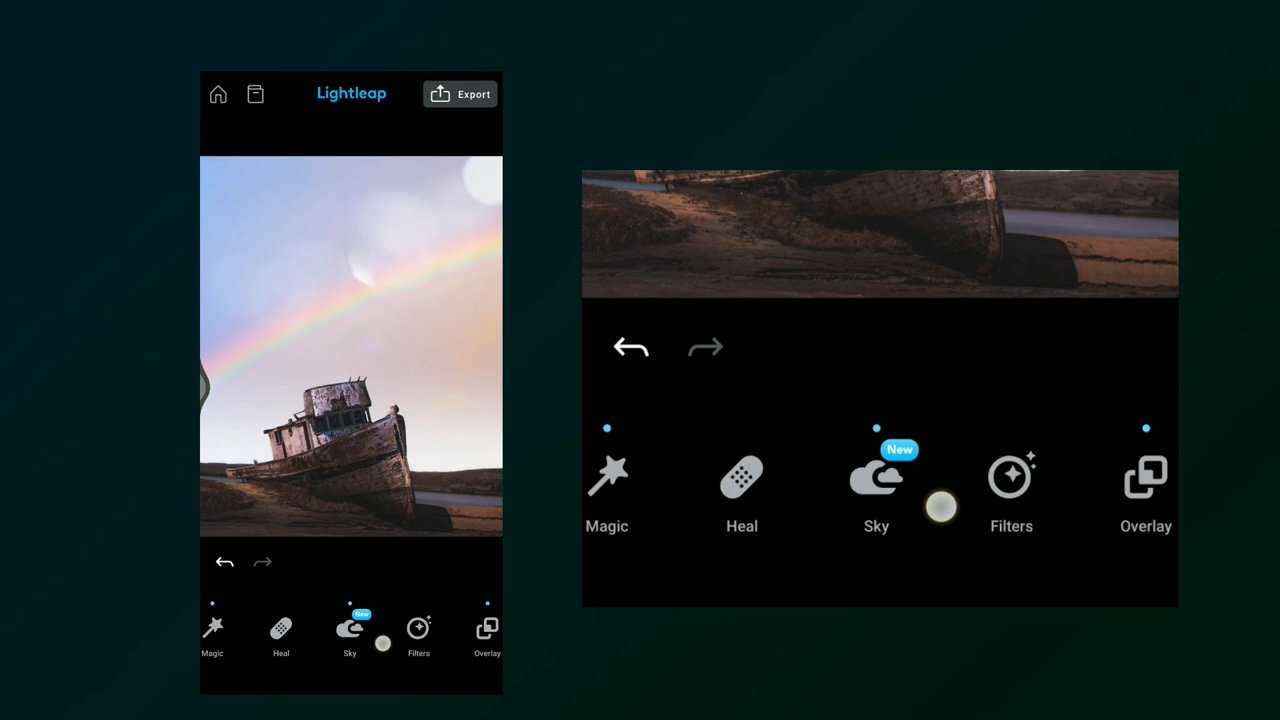 Lightleap
Export
New
Magic
Heal
Sky
Filters
Overlay
New
Magic
Heal
Sky
Filters
Overlay